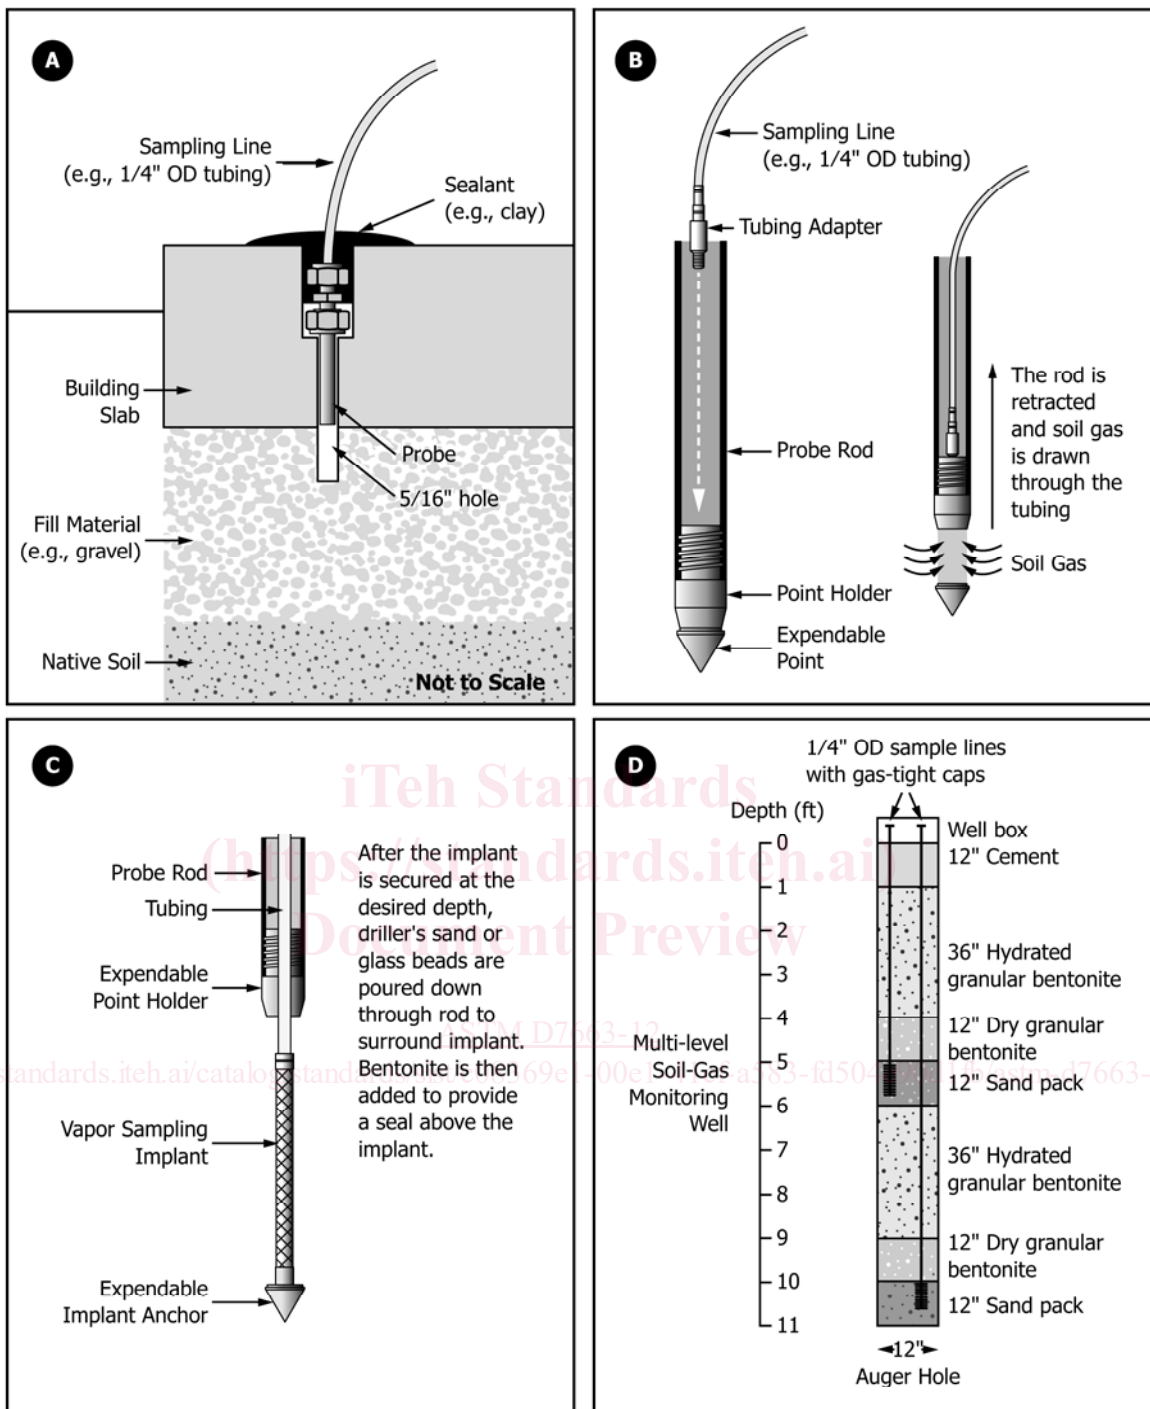 A
Sampling Line
(e.g., 1/4" OD tubing)
Sealant
(e.g., clay)
Building
Slab
Probe
5/16" hole
Fill Material
(e.g., gravel)
Native Soil
Not to Scale
B
Sampling Line
(e.g., 1/4" OD tubing)
Tubing Adapter
Probe Rod
The rod is
retracted
and soil gas
is drawn
through the
tubing
Soil Gas
Point Holder
Expendable
Point
C
Probe Rod
Tubing
Expendable
Point Holder
Vapor Sampling
Implant
Expendable
Implant Anchor
After the implant
is secured at the
desired depth,
driller's sand or
glass beads are
poured down
through rod to
surround implant.
Bentonite is then
added to provide
a seal above the
implant.
D
1/4" OD sample lines
with gas-tight caps
Depth (ft)
0
1
2
3
4
5
6
7
8
9
10
11
Multi-level
Soil-Gas
Monitoring
Well
Well box
12" Cement
36" Hydrated
granular bentonite
12" Dry granular
bentonite
12" Sand pack
36" Hydrated
granular bentonite
12" Dry granular
bentonite
12" Sand pack
12"
Auger Hole
iTeh Standards
(https://standards.iteh.ai)
Document Preview
ASTM D7663-12